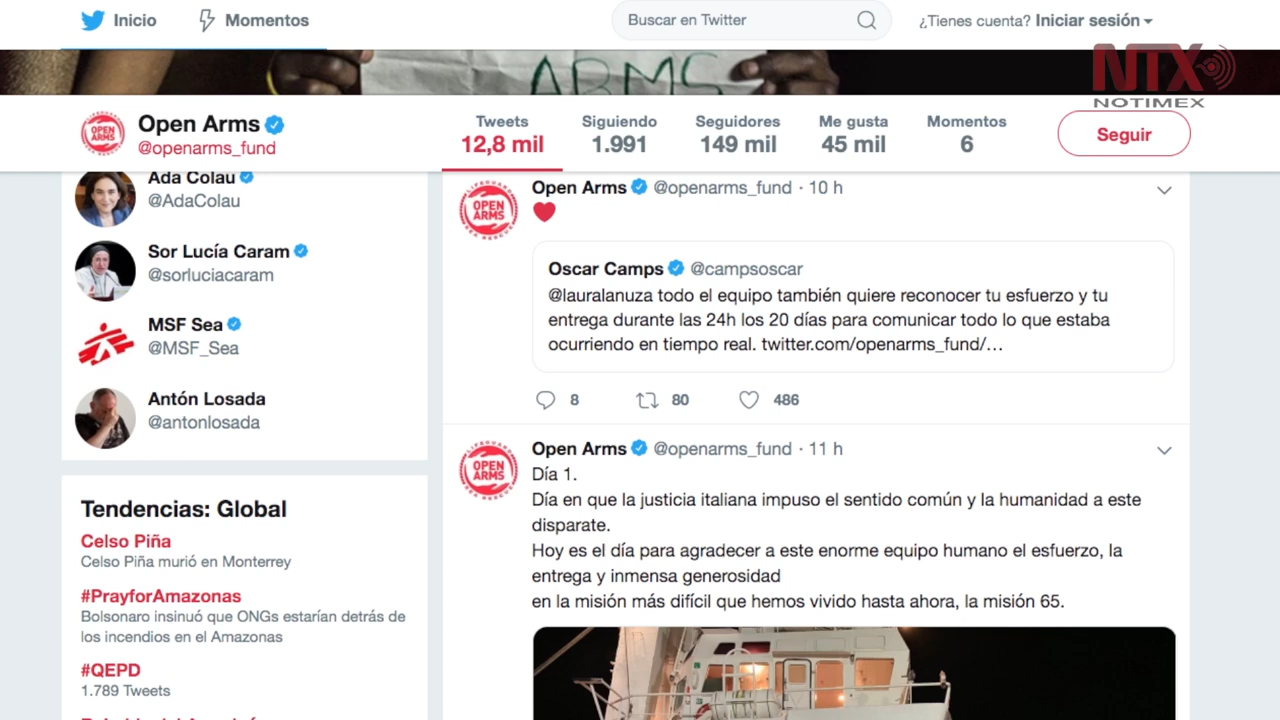 Inicio
Momentos
Buscar en Twitter
¿Tienes cuenta? Iniciar sesión
ARMS
NTX
NOTIMEX
OPEN ARMS
Open Arms
@openarms_fund
Tweets
12,8 mil
Siguiendo
1.991
Seguidores
149 mil
Me gusta
45 mil
Momentos
6
Seguir
Ada Colau
@AdaColau
Sor Lucía Caram
@sorluciacaram
MSF Sea
@MSF_Sea
Antón Losada
@antonlosada
Tendencias: Global
Celso Piña
Celso Piña murió en Monterrey
#PrayforAmazonas
Bolsonaro insinuó que ONGs estarían detrás de
los incendios en el Amazonas
#QEPD
1.789 Tweets
OPEN
ARMS
Open Arms @openarms_fund · 10 h
Oscar Camps @campsoscar
@lauralanuza todo el equipo también quiere reconocer tu esfuerzo y tu
entrega durante las 24h los 20 días para comunicar todo lo que estaba
ocurriendo en tiempo real. twitter.com/openarms_fund/…
8
80
486
OPEN
ARMS
Open Arms @openarms_fund · 11 h
Día 1.
Día en que la justicia italiana impuso el sentido común y la humanidad a este
disparate.
Hoy es el día para agradecer a este enorme equipo humano el esfuerzo, la
entrega y inmensa generosidad
en la misión más difícil que hemos vivido hasta ahora, la misión 65.